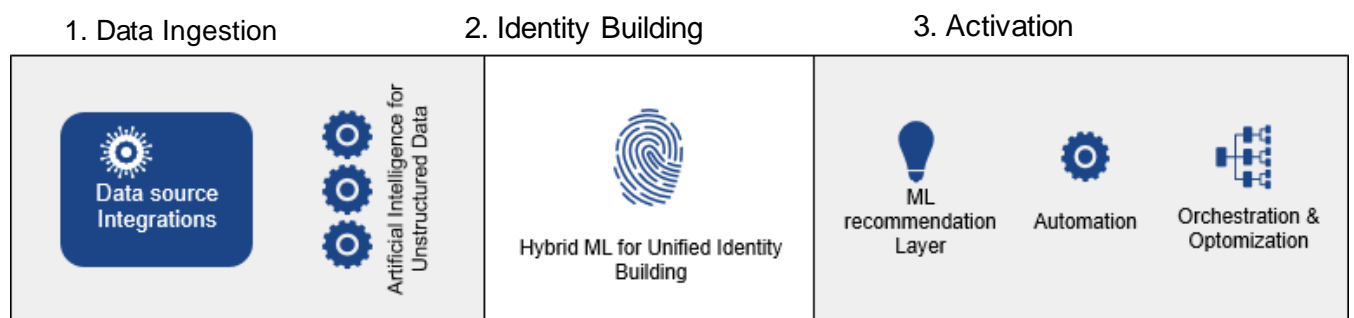 1. Data Ingestion
2. Identity Building
3. Activation
Data source
Integrations
Artificial Intelligence for
Unstructured Data
Hybrid ML for Unified Identity
Building
ML
recommendation
Layer
Automation
Orchestration &
Optomization